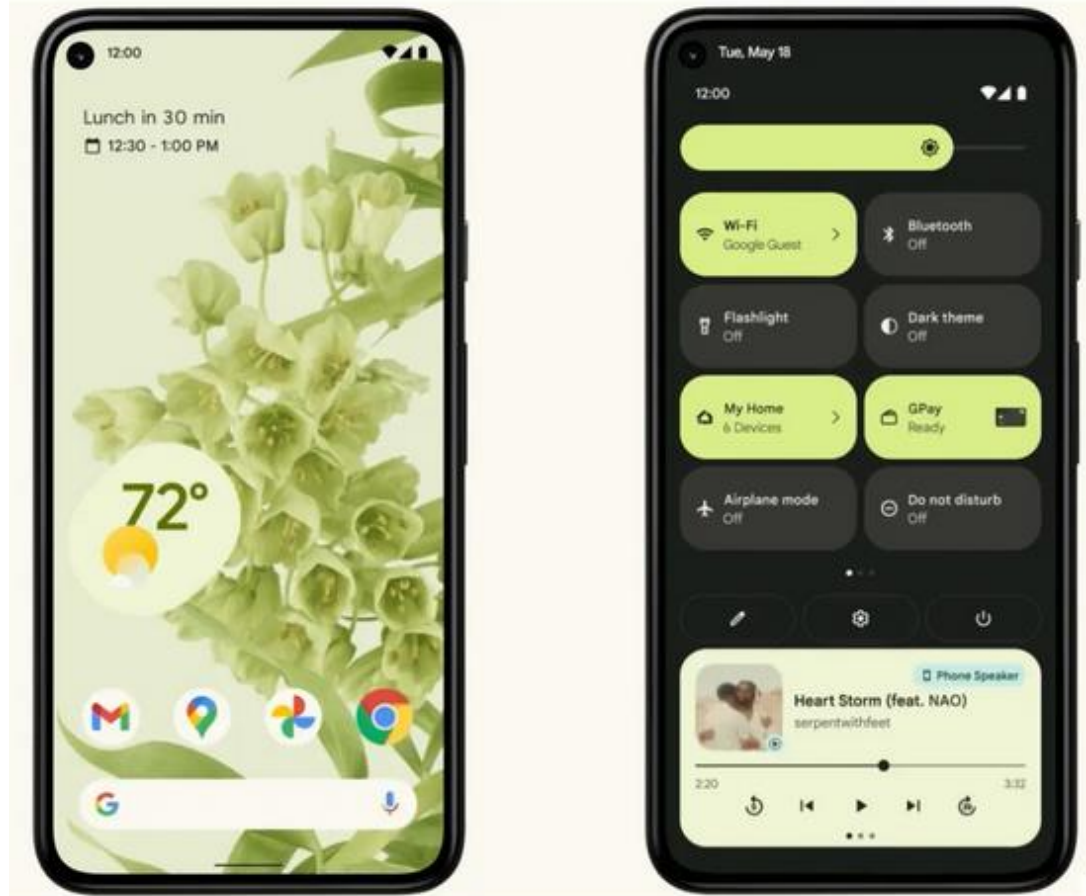 12:00
Lunch in 30 min
12:30 - 1:00 PM
72°
Tue, May 18
12:00
Wi-Fi
Google Guest
Bluetooth
Off
Flashlight
Off
Dark theme
Off
My Home
6 Devices
GPay
Ready
Airplane mode
Off
Do not disturb
Off
Phone Speaker
Heart Storm (feat. NAO)
serpentwithfeet
2:20
3:32